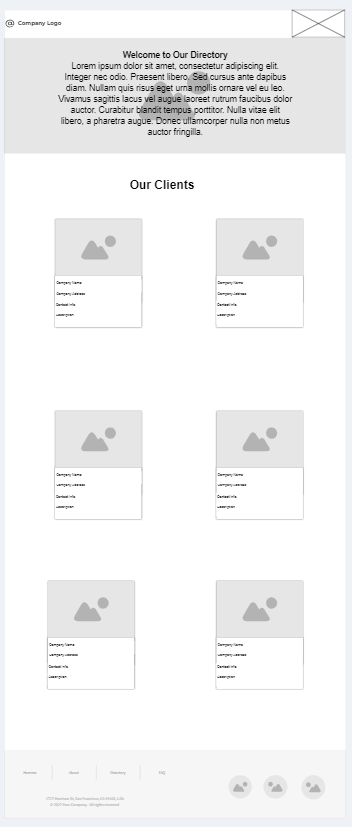 @ Company Logo
Welcome to Our Directory
Lorem ipsum dolor sit amet, consectetur adipiscing elit.
Integer nec odio. Praesent libero. Sed cursus ante dapibus
diam. Nullam quis risus eget urna mollis ornare vel eu leo.
Vivamus sagittis lacus vel augue laoreet rutrum faucibus dolor
auctor. Curabitur blandit tempus porttitor. Nulla vitae elit
libero, a pharetra augue. Donec ullamcorper nulla non metus
auctor fringilla.
Our Clients
Company Name
Company Address
Contact Info
Description
Company Name
Company Address
Contact Info
Description
Company Name
Company Address
Contact Info
Description
Company Name
Company Address
Contact Info
Description
Company Name
Company Address
Contact Info
Description
Company Name
Company Address
Contact Info
Description
Home
About
Directory
FAQ